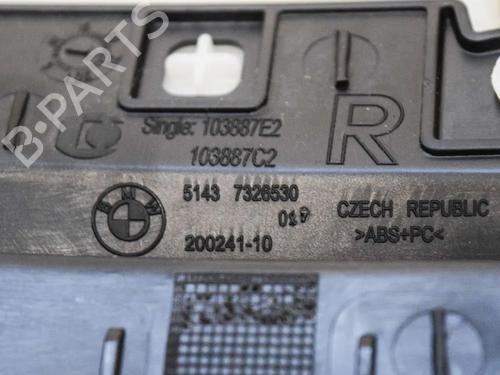 B-PARTS
Single: 103887E2
103887C2
R
BMW
5143 7326530
200241-10
CZECH REPUBLIC
>ABS+PC<